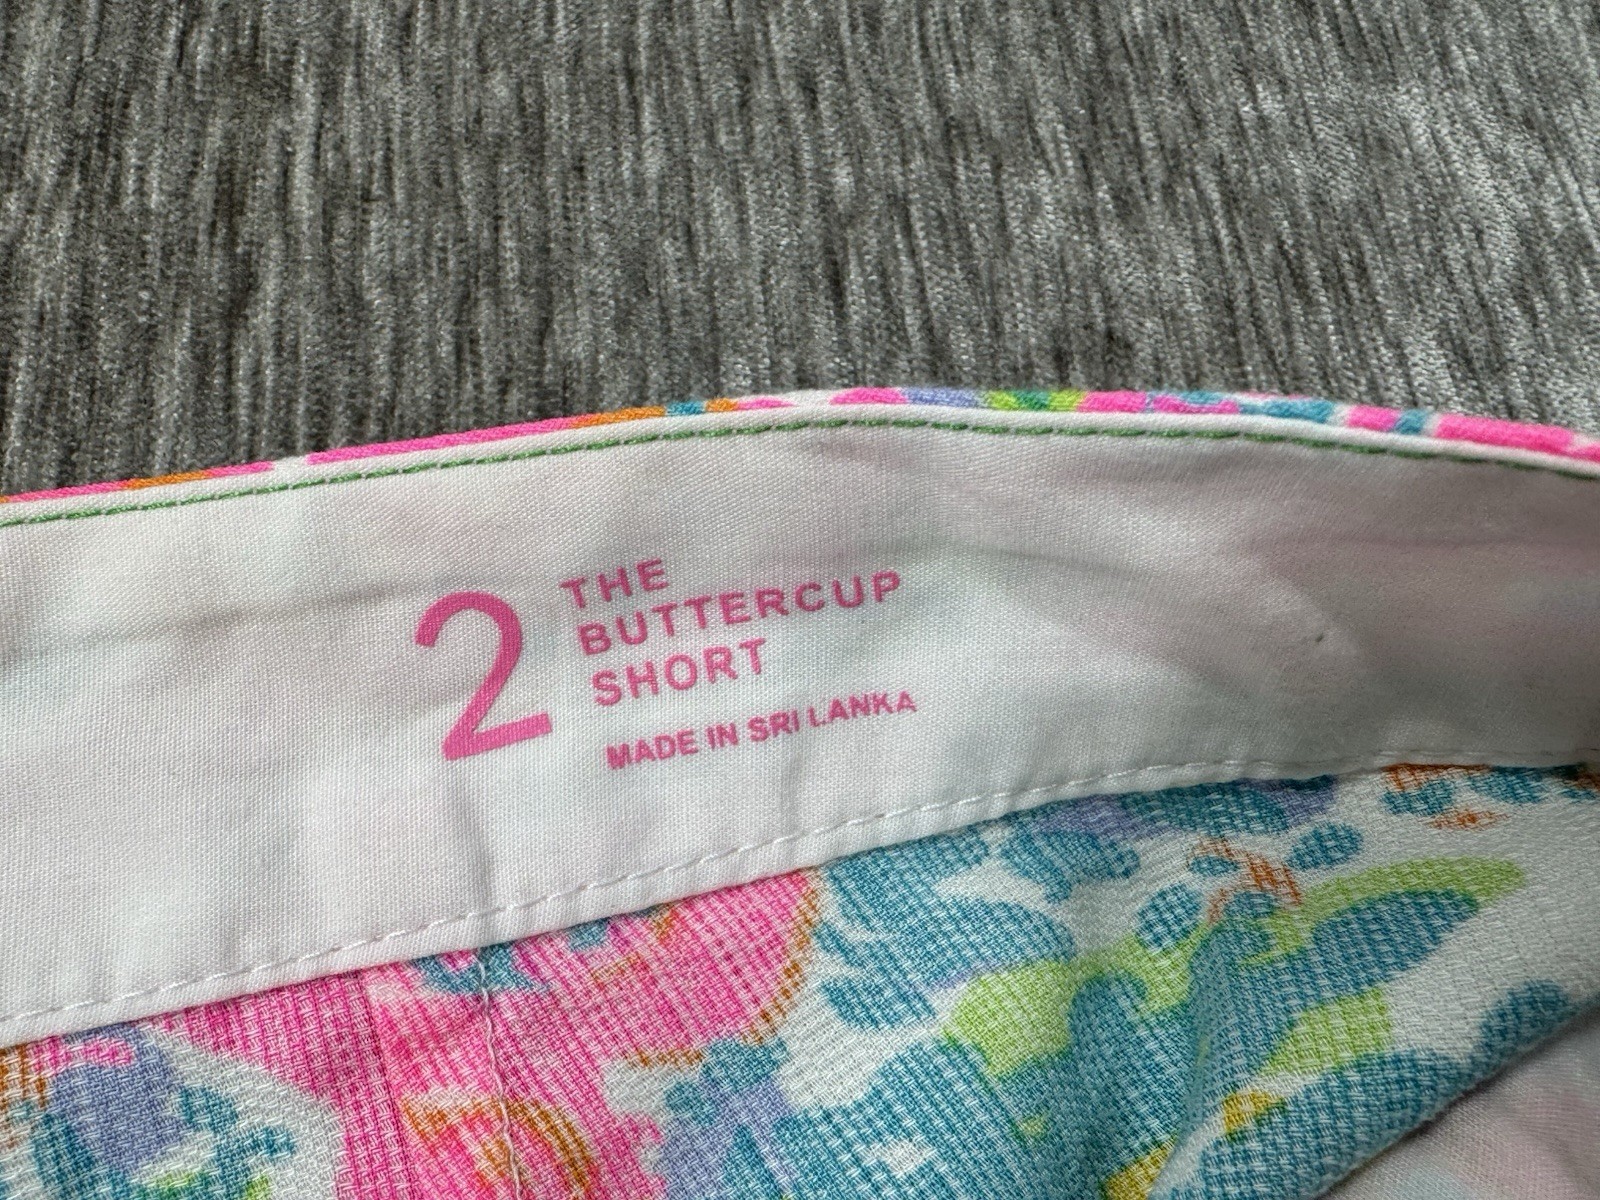 2
THE
BUTTERCUP
SHORT
MADE IN SRI LANKA